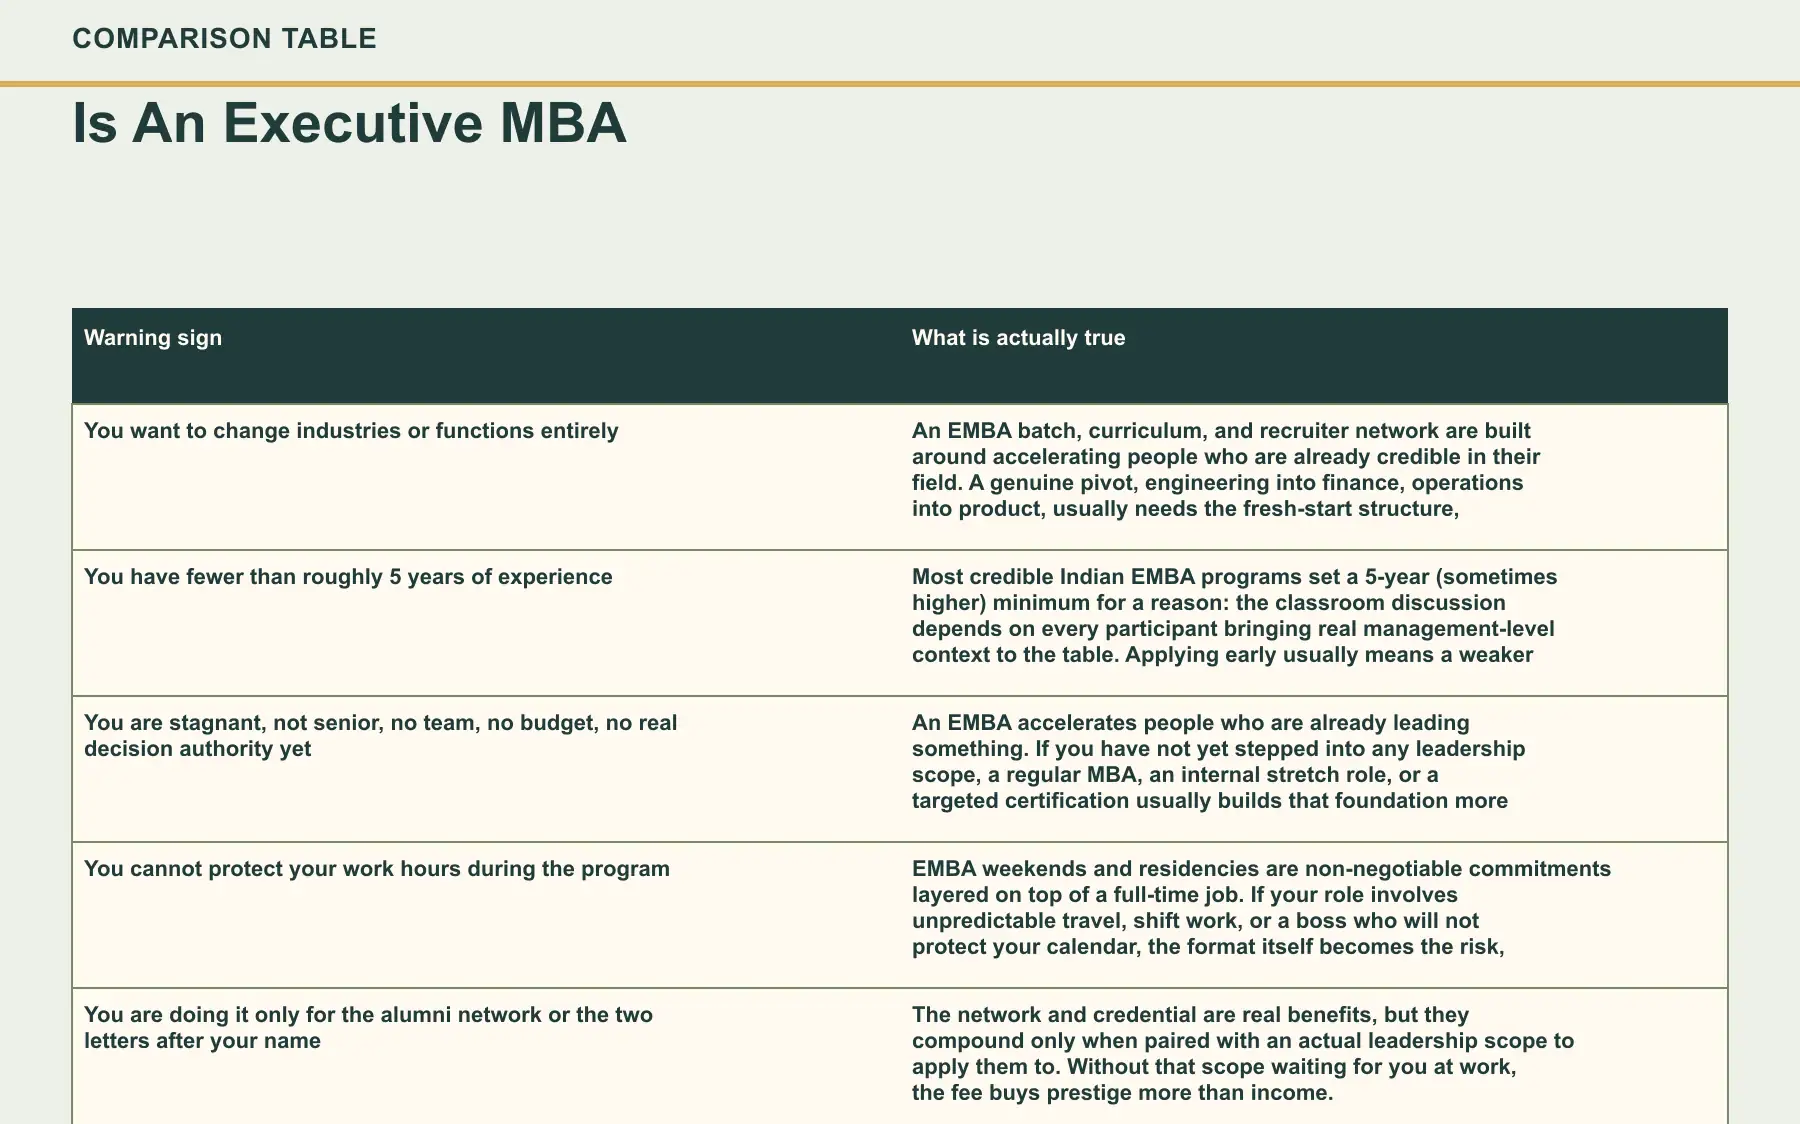 COMPARISON TABLE
Is An Executive MBA
Warning sign
What is actually true
You want to change industries or functions entirely
An EMBA batch, curriculum, and recruiter network are built
around accelerating people who are already credible in their
field. A genuine pivot, engineering into finance, operations
into product, usually needs the fresh-start structure,
You have fewer than roughly 5 years of experience
Most credible Indian EMBA programs set a 5-year (sometimes
higher) minimum for a reason: the classroom discussion
depends on every participant bringing real management-level
context to the table. Applying early usually means a weaker
You are stagnant, not senior, no team, no budget, no real
decision authority yet
An EMBA accelerates people who are already leading
something. If you have not yet stepped into any leadership
scope, a regular MBA, an internal stretch role, or a
targeted certification usually builds that foundation more
You cannot protect your work hours during the program
EMBA weekends and residencies are non-negotiable commitments
layered on top of a full-time job. If your role involves
unpredictable travel, shift work, or a boss who will not
protect your calendar, the format itself becomes the risk,
You are doing it only for the alumni network or the two
letters after your name
The network and credential are real benefits, but they
compound only when paired with an actual leadership scope to
apply them to. Without that scope waiting for you at work,
the fee buys prestige more than income.